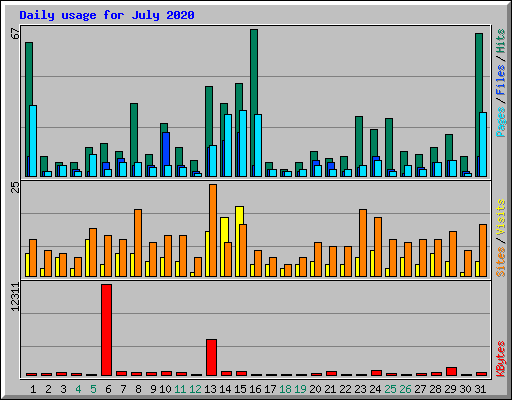 Daily usage for July 2020
67
Pages / Files / Hits
25
Sites / Visits
12311
KBytes
1 2 3 4 5 6 7 8 9 10 11 12 13 14 15 16 17 18 19 20 21 22 23 24 25 26 27 28 29 30 31